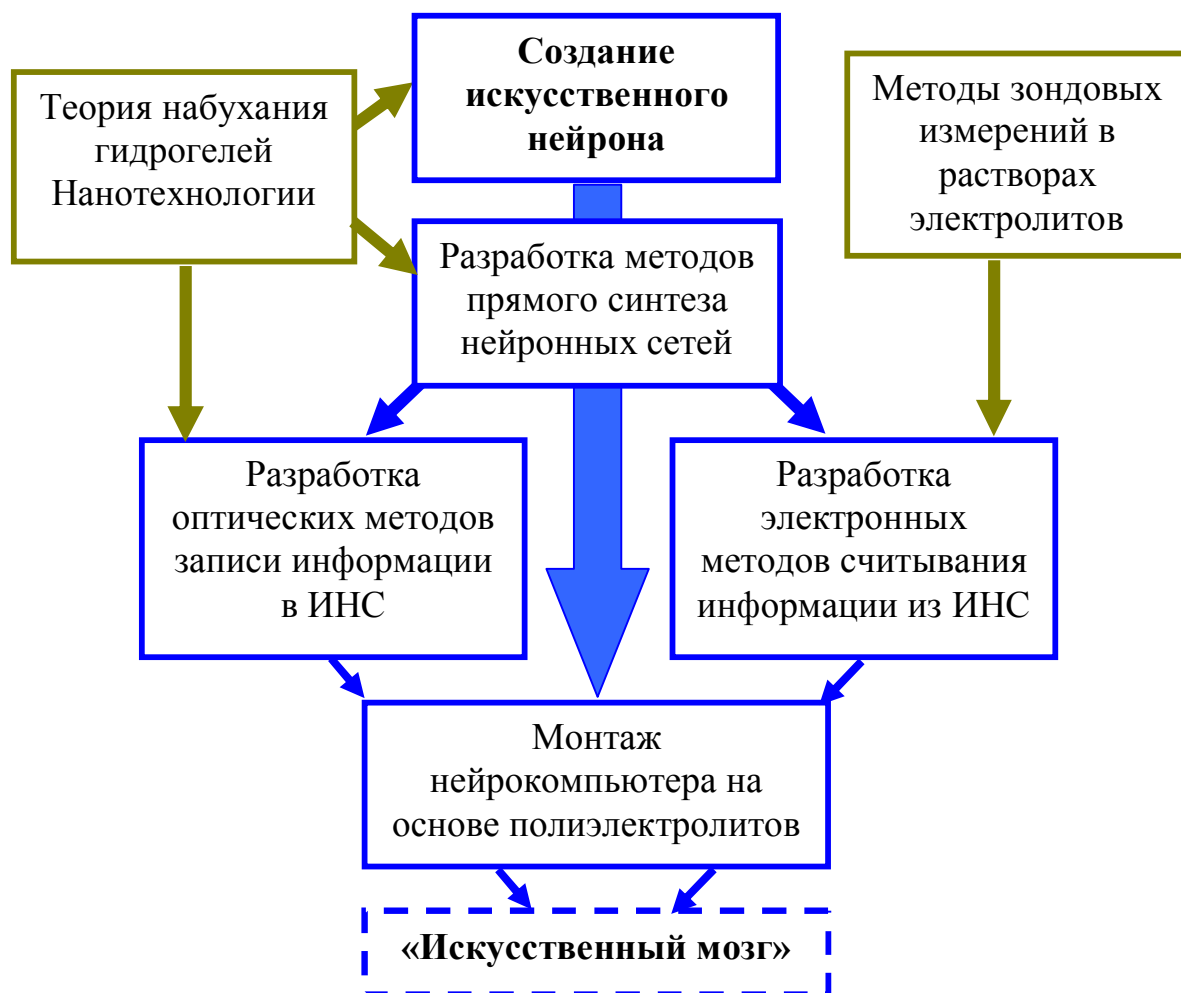 Создание
искусственного
нейрона
Теория набухания
гидрогелей
Нанотехнологии
Методы зондовых
измерений в
растворах
электролитов
Разработка методов
прямого синтеза
нейронных сетей
Разработка
оптических методов
записи информации
в ИНС
Разработка
электронных
методов считывания
информации из ИНС
Монтаж
нейрокомпьютера на
основе полиэлектролитов
«Искусственный мозг»